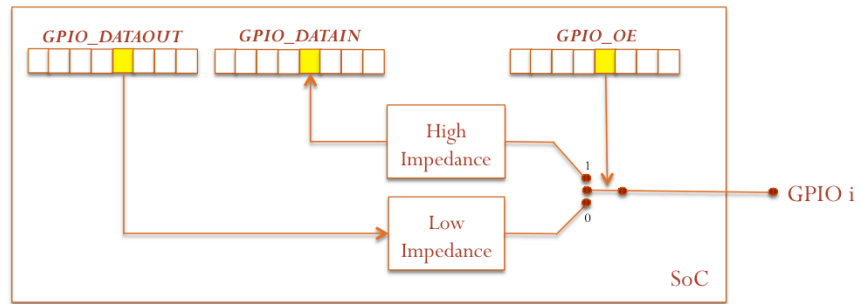 GPIO_DATAOUT
GPIO_DATAIN
GPIO_OE
High
Impedance
1
GPIO i
Low
Impedance
0
SoC